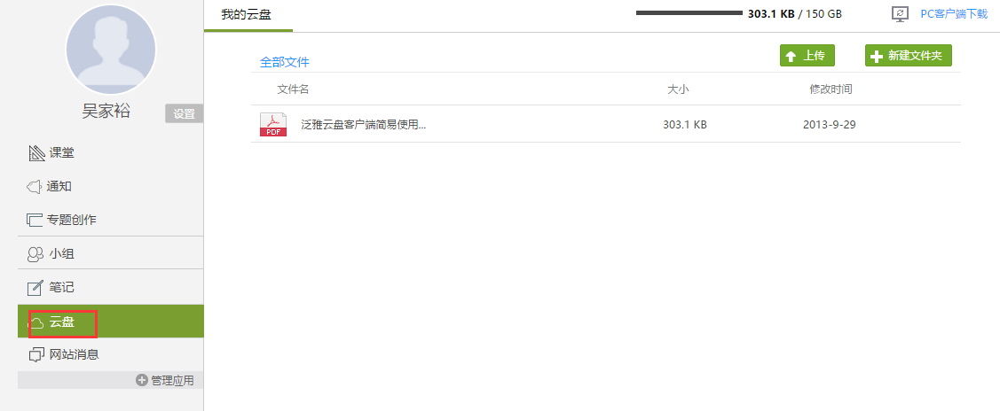 我的云盘
303.1 KB / 150 GB
PC客户端下载
吴家裕
设置
课堂
通知
专题创作
小组
笔记
云盘
网站消息
管理应用
全部文件
上传
新建文件夹
文件名 大小 修改时间
PDF 泛雅云盘客户端简易使用... 303.1 KB 2013-9-29